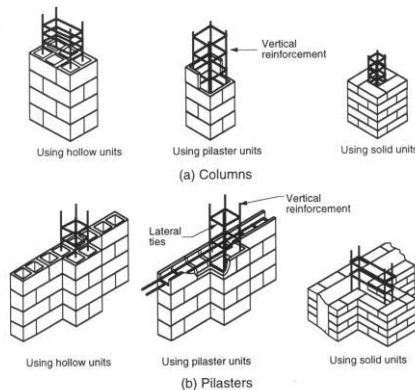 Vertical
reinforcement
Using hollow units
Using pilaster units
Using solid units
(a) Columns
Vertical
reinforcement
Lateral
ties
Using hollow units
Using pilaster units
Using solid units
(b) Pilasters